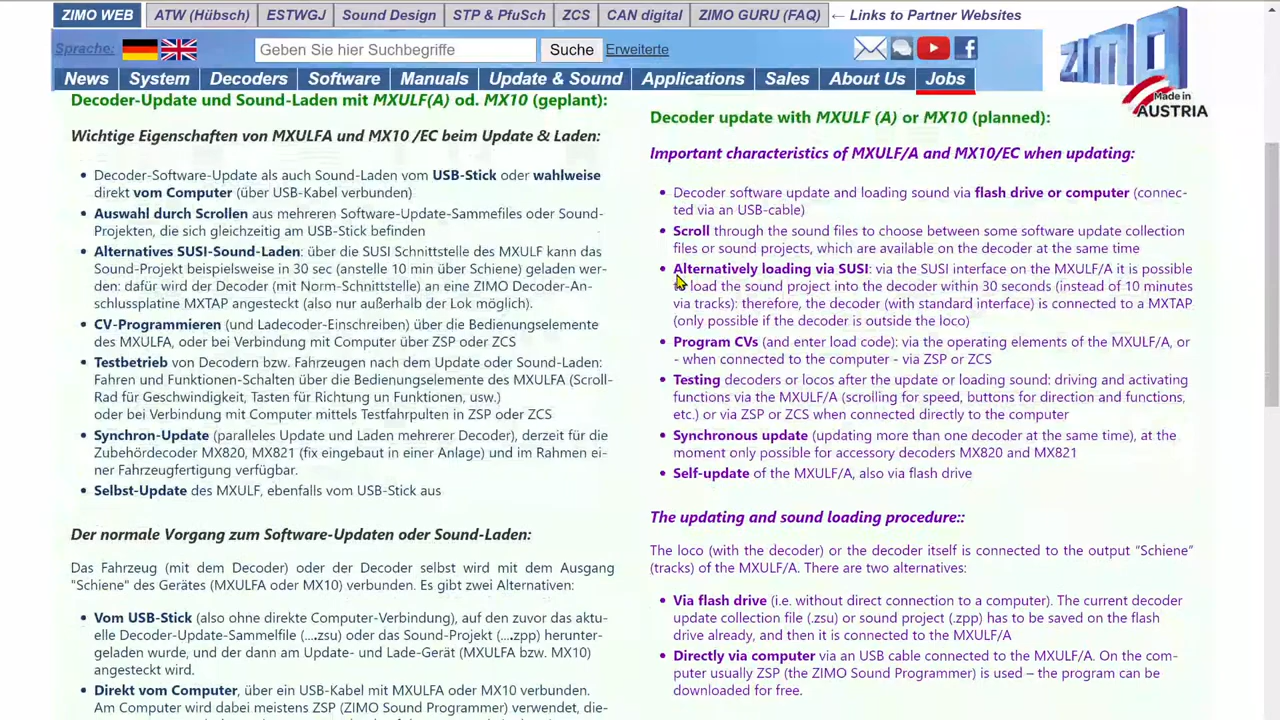 ZIMO WEB ATW (Hübsch) ESTWGJ Sound Design STP & PfuSch ZCS CAN digital ZIMO GURU (FAQ) ← Links to Partner Websites
Sprache: Geben Sie hier Suchbegriffe Suche Erweiterte
News System Decoders Software Manuals Update & Sound Applications Sales About Us Jobs
ZIMO
Made in
AUSTRIA
Decoder-Update und Sound-Laden mit MXULF(A) od. MX10 (geplant):
Wichtige Eigenschaften von MXULFA und MX10 /EC beim Update & Laden:
• Decoder-Software-Update als auch Sound-Laden vom USB-Stick oder wahlweise
direkt vom Computer (über USB-Kabel verbunden)
• Auswahl durch Scrollen aus mehreren Software-Update-Sammefiles oder Sound-
Projekten, die sich gleichzeitig am USB-Stick befinden
• Alternatives SUSI-Sound-Laden: über die SUSI Schnittstelle des MXULF kann das
Sound-Projekt beispielsweise in 30 sec (anstelle 10 min über Schiene) geladen wer-
den: dafür wird der Decoder (mit Norm-Schnittstelle) an eine ZIMO Decoder-An-
schlussplatine MXTAP angesteckt (also nur außerhalb der Lok möglich).
• CV-Programmieren (und Ladecoder-Einschreiben) über die Bedienungselemente
des MXULFA, oder bei Verbindung mit Computer über ZSP oder ZCS
• Testbetrieb von Decodern bzw. Fahrzeugen nach dem Update oder Sound-Laden:
Fahren und Funktionen-Schalten über die Bedienungselemente des MXULFA (Scroll-
Rad für Geschwindigkeit, Tasten für Richtung un Funktionen, usw.)
oder bei Verbindung mit Computer mittels Testfahrpulten in ZSP oder ZCS
• Synchron-Update (paralleles Update und Laden mehrerer Decoder), derzeit für die
Zubehördecoder MX820, MX821 (fix eingebaut in einer Anlage) und im Rahmen ei-
ner Fahrzeugfertigung verfügbar.
• Selbst-Update des MXULF, ebenfalls vom USB-Stick aus
Der normale Vorgang zum Software-Updaten oder Sound-Laden:
Das Fahrzeug (mit dem Decoder) oder der Decoder selbst wird mit dem Ausgang
"Schiene" des Gerätes (MXULFA oder MX10) verbunden. Es gibt zwei Alternativen:
• Vom USB-Stick (also ohne direkte Computer-Verbindung), auf den zuvor das aktu-
elle Decoder-Update-Sammelfile (....zsu) oder das Sound-Projekt (....zpp) herunter-
geladen wurde, und der dann am Update- und Lade-Gerät (MXULFA bzw. MX10)
angesteckt wird.
• Direkt vom Computer, über ein USB-Kabel mit MXULFA oder MX10 verbunden.
Am Computer wird dabei meistens ZSP (ZIMO Sound Programmer) verwendet, die-
Decoder update with MXULF (A) or MX10 (planned):
Important characteristics of MXULF/A and MX10/EC when updating:
• Decoder software update and loading sound via flash drive or computer (connec-
ted via an USB-cable)
• Scroll through the sound files to choose between some software update collection
files or sound projects, which are available on the decoder at the same time
• Alternatively loading via SUSI: via the SUSI interface on the MXULF/A it is possible
to load the sound project into the decoder within 30 seconds (instead of 10 minutes
via tracks): therefore, the decoder (with standard interface) is connected to a MXTAP
(only possible if the decoder is outside the loco)
• Program CVs (and enter load code): via the operating elements of the MXULF/A, or
- when connected to the computer - via ZSP or ZCS
• Testing decoders or locos after the update or loading sound: driving and activating
functions via the MXULF/A (scrolling for speed, buttons for direction and functions,
etc.) or via ZSP or ZCS when connected directly to the computer
• Synchronous update (updating more than one decoder at the same time), at the
moment only possible for accessory decoders MX820 and MX821
• Self-update of the MXULF/A, also via flash drive
The updating and sound loading procedure::
The loco (with the decoder) or the decoder itself is connected to the output "Schiene"
(tracks) of the MXULF/A. There are two alternatives:
• Via flash drive (i.e. without direct connection to a computer). The current decoder
update collection file (.zsu) or sound project (.zpp) has to be saved on the flash
drive already, and then it is connected to the MXULF/A
• Directly via computer via an USB cable connected to the MXULF/A. On the com-
puter usually ZSP (the ZIMO Sound Programmer) is used – the program can be
downloaded for free.